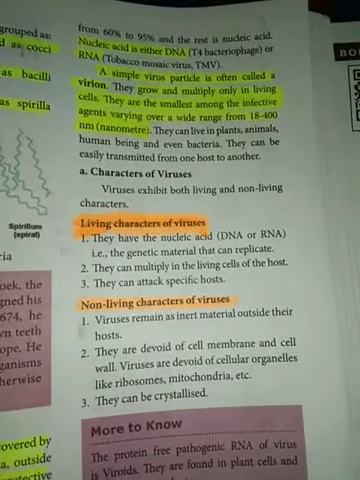 grouped as:
d as cocci
as bacilli
as spirilla
Spirillum
(spiral)
ria
oek, the
gned his
674, he
vn teeth
ope. He
ganisms
herwise
overed by
a, outside
from 60% to 95% and the rest is nucleic acid.
Nucleic acid is either DNA (T4 bacteriophage) or
RNA (Tobacco mosaic virus, TMV).
A simple virus particle is often called a
virion. They grow and multiply only in living
cells. They are the smallest among the infective
agents varying over a wide range from 18-400
nm (nanometre). They can live in plants, animals,
human being and even bacteria. They can be
easily transmitted from one host to another.
a. Characters of Viruses
Viruses exhibit both living and non-living
characters.
Living characters of viruses
1. They have the nucleic acid (DNA or RNA)
i.e., the genetic material that can replicate.
2. They can multiply in the living cells of the host.
3. They can attack specific hosts.
Non-living characters of viruses
1. Viruses remain as inert material outside their
hosts.
2. They are devoid of cell membrane and cell
wall. Viruses are devoid of cellular organelles
like ribosomes, mitochondria, etc.
3. They can be crystallised.
More to Know
The protein free pathogenic RNA of virus
is Viroids. They are found in plant cells and
BO